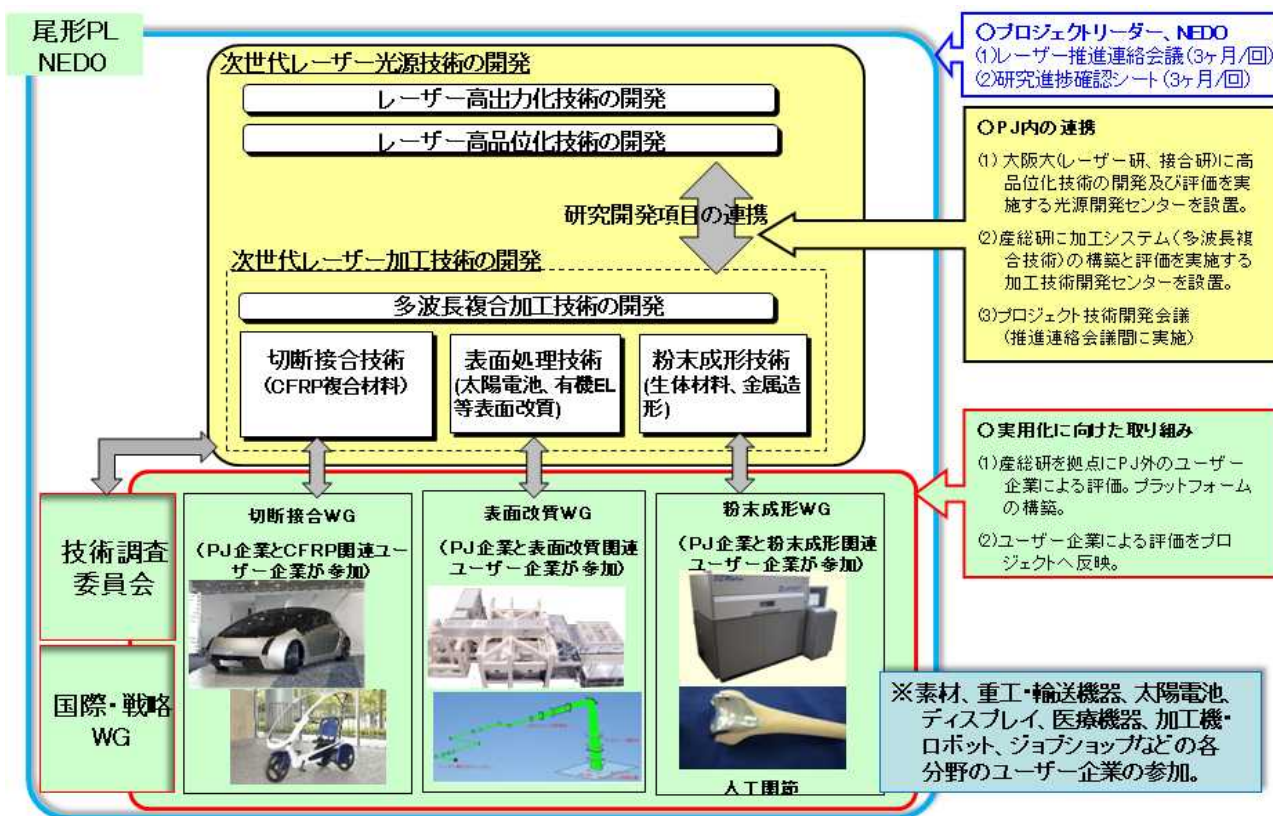 尾形PL
NEDO
次世代レーザー光源技術の開発
レーザー高出力化技術の開発
レーザー高品位化技術の開発
研究開発項目の連携
次世代レーザー加工技術の開発
多波長複合加工技術の開発
切断接合技術
(CFRP複合材料)
表面処理技術
(太陽電池、有機EL
等表面改質)
粉末成形技術
(生体材料、金属造
形)
技術調査
委員会
国際・戦略
WG
切断接合WG
(PJ企業とCFRP関連ユー
ザー企業が参加)
表面改質WG
(PJ企業と表面改質関連
ユーザー企業が参加)
粉末成形WG
(PJ企業と粉末成形関連
ユーザー企業が参加)
人工関節
〇プロジェクトリーダー、NEDO
(1)レーザー推進連絡会議(3ヶ月/回)
(2)研究進捗確認シート(3ヶ月/回)
〇PJ内の連携
(1) 大阪大(レーザー研、接合研)に高
品位化技術の開発及び評価を実
施する光源開発センターを設置。
(2)産総研に加工システム(多波長複
合技術)の構築と評価を実施する
加工技術開発センターを設置。
(3)プロジェクト技術開発会議
(推進連絡会議間に実施)
〇実用化に向けた取り組み
(1)産総研を拠点にPJ外のユーザー
企業による評価。プラットフォーム
の構築。
(2)ユーザー企業による評価をプロ
ジェクトへ反映。
※素材、重工・輸送機器、太陽電池、
ディスプレイ、医療機器、加工機・
ロボット、ジョブショップなどの各
分野のユーザー企業の参加。